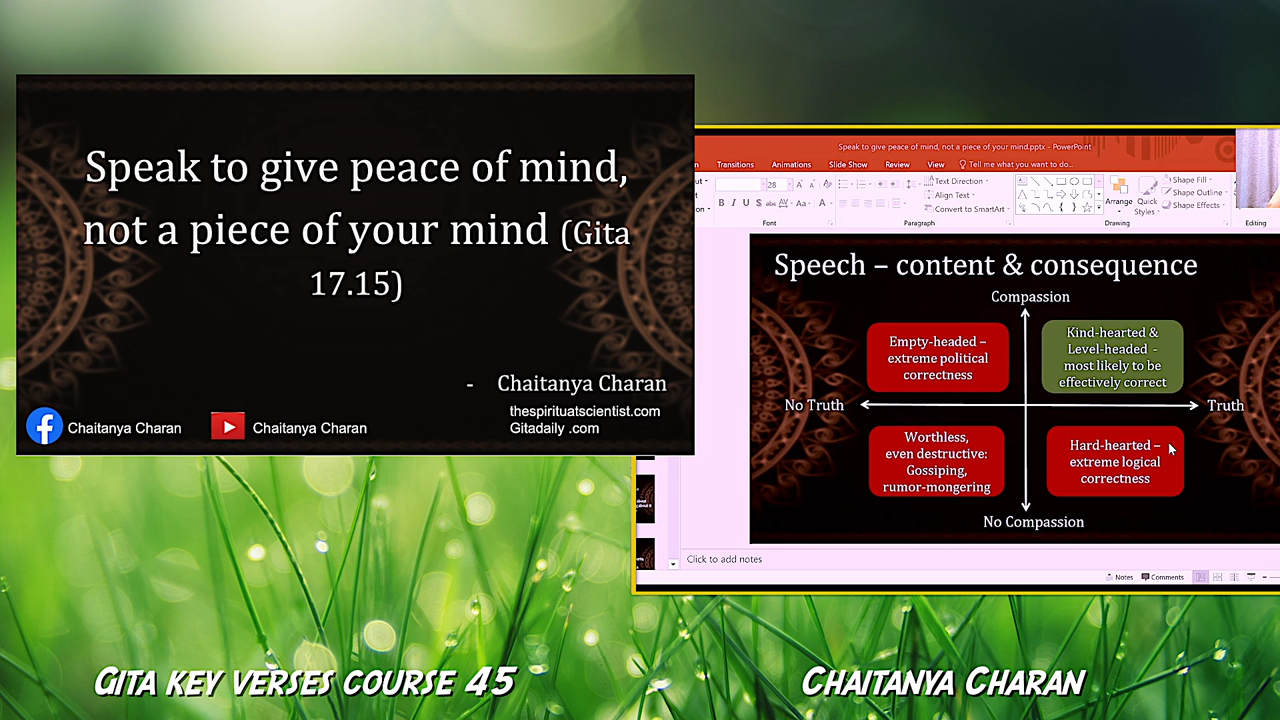 Speak to give peace of mind,
not a piece of your mind (Gita
17.15)
- Chaitanya Charan
thespirituatscientist.com
Gitadaily .com
Chaitanya Charan
Chaitanya Charan
Speak to give peace of mind, not a piece of your mind.pptx - PowerPoint
Transitions Animations Slide Show Review View Tell me what you want to do...
28 A A
B I U S abc AV Aa A
Text Direction
Align Text
Convert to SmartArt
Arrange
Quick
Styles
Shape Fill
Shape Outline
Shape Effects
Font Paragraph Drawing Editing
Speech – content & consequence
Compassion
Empty-headed –
extreme political
correctness
Kind-hearted &
Level-headed -
most likely to be
effectively correct
No Truth
Truth
Worthless,
even destructive:
Gossiping,
rumor-mongering
Hard-hearted –
extreme logical
correctness
No Compassion
Click to add notes
Notes Comments
GITA KEY VERSES COURSE 45
CHAITANYA CHARAN